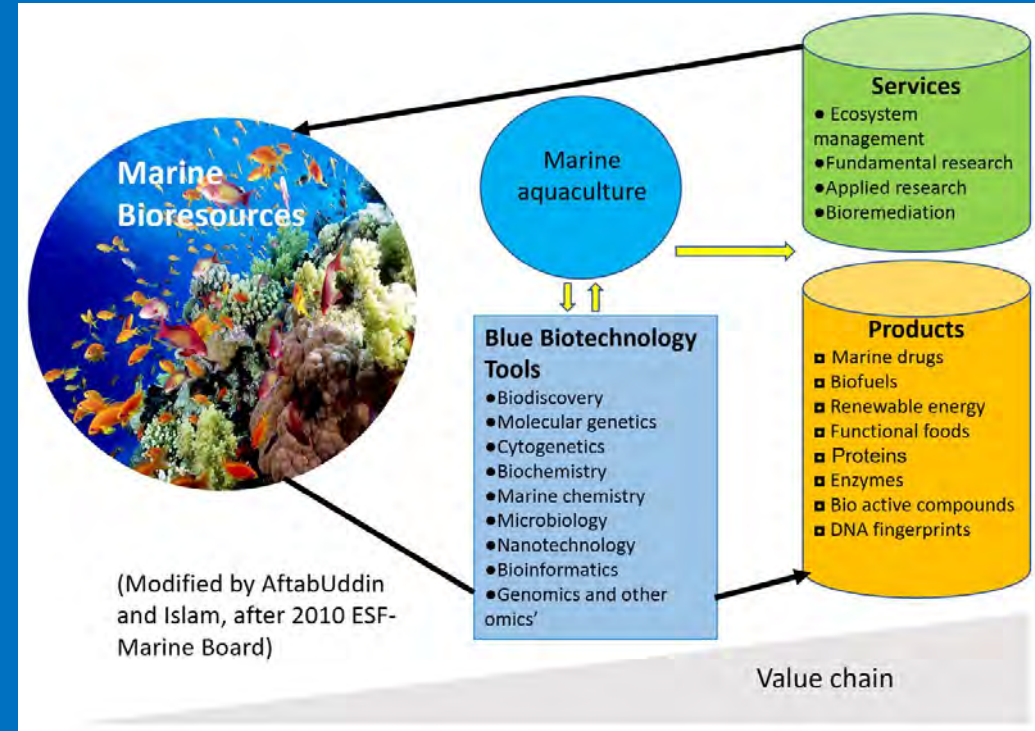 Marine
Bioresources
Marine
aquaculture
Services
● Ecosystem
management
●Fundamental research
●Applied research
●Bioremediation
Blue Biotechnology
Tools
●Biodiscovery
●Molecular genetics
●Cytogenetics
●Biochemistry
●Marine chemistry
●Microbiology
●Nanotechnology
●Bioinformatics
●Genomics and other
omics’
Products
◘ Marine drugs
◘ Biofuels
◘ Renewable energy
◘ Functional foods
◘ Proteins
◘ Enzymes
◘ Bio active compounds
◘ DNA fingerprints
(Modified by AftabUddin
and Islam, after 2010 ESF-
Marine Board)
Value chain